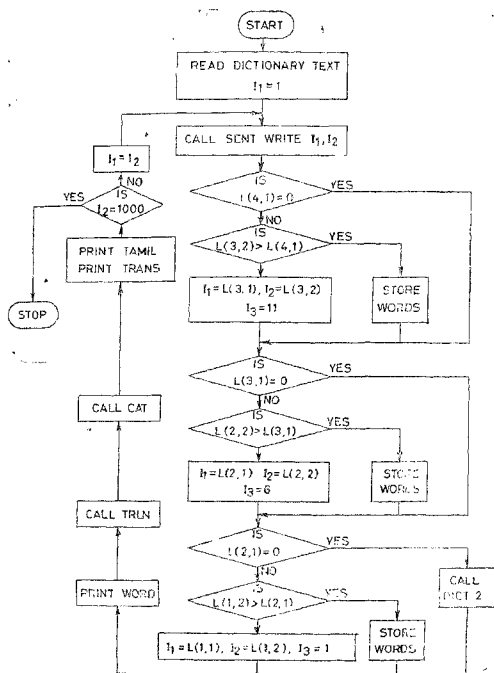 START
READ DICTIONARY TEXT
I₁ = 1
CALL SENT WRITE I₁, I₂
I₁ = I₂
NO
YES
IS
I₂=1000
PRINT TAMIL
PRINT TRANS
STOP
IS
L(4,1)=0
YES
NO
IS
L(3,2)>L(4,1)
YES
I₁=L(3,1), I₂=L(3,2)
I₃=11
STORE
WORDS
IS
L(3,1)=0
YES
NO
CALL CAT
IS
L(2,2)>L(3,1)
YES
I₁=L(2,1) I₂=L(2,2)
I₃=6
STORE
WORDS
CALL TRLN
IS
L(2,1)=0
YES
NO
CALL
DICT 2
PRINT WORD
IS
L(1,2)>L(2,1)
YES
I₁=L(1,1), I₂=L(1,2), I₃=1
STORE
WORDS